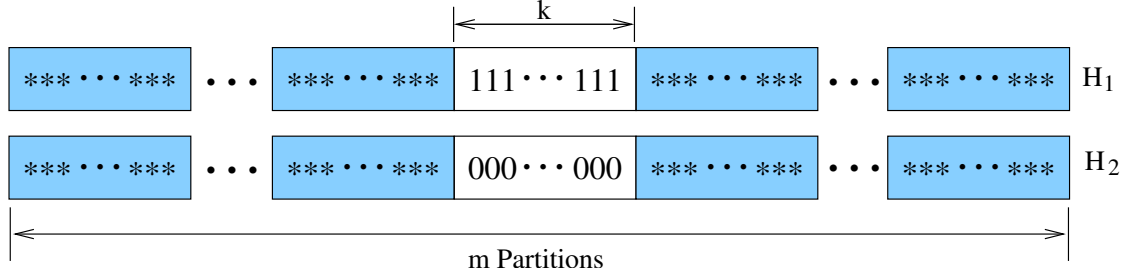 k
*** ··· *** ··· *** ··· *** 111 ··· 111 *** ··· *** ··· *** ··· *** H1
*** ··· *** ··· *** ··· *** 000 ··· 000 *** ··· *** ··· *** ··· *** H2
m Partitions